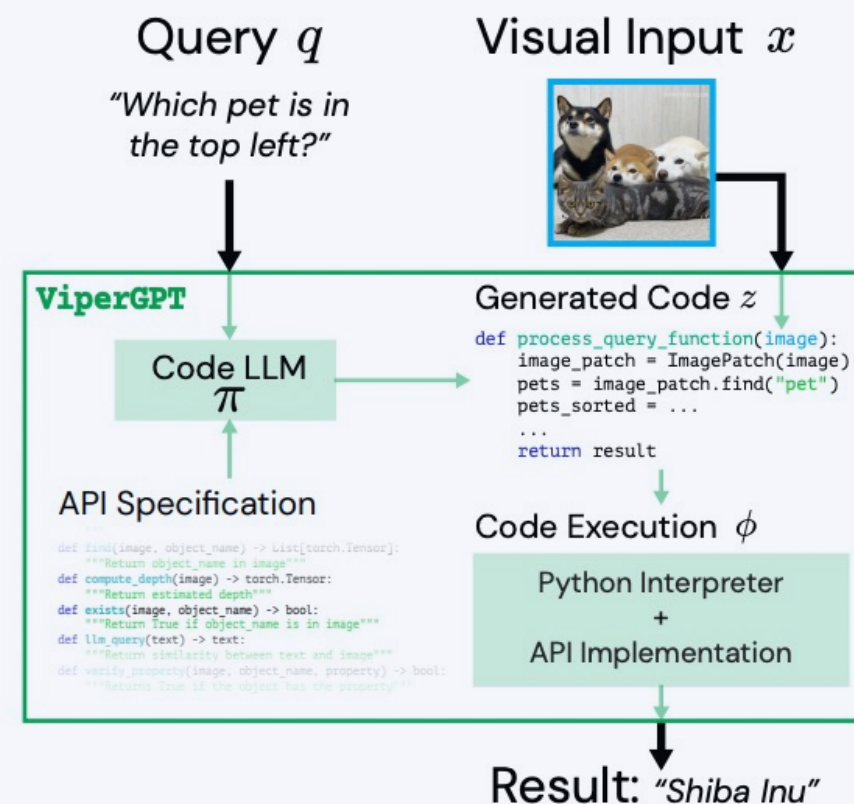 Query q
Visual Input x
“Which pet is in
the top left?”
ViperGPT
Code LLM
π
Generated Code z
def process_query_function(image):
image_patch = ImagePatch(image)
pets = image_patch.find("pet")
pets_sorted = ...
...
return result
API Specification
def find(image, object_name) -> List[torch.Tensor]:
"""Return object_name in image"""
def compute_depth(image) -> torch.Tensor:
"""Return estimated depth"""
def exists(image, object_name) -> bool:
"""Return True if object_name is in image"""
def llm_query(text) -> text:
"""Return similarity between text and image"""
def verify_property(image, object_name, property) -> bool:
"""Returns True if the object has the property"""
Code Execution ϕ
Python Interpreter
+
API Implementation
Result: “Shiba Inu”